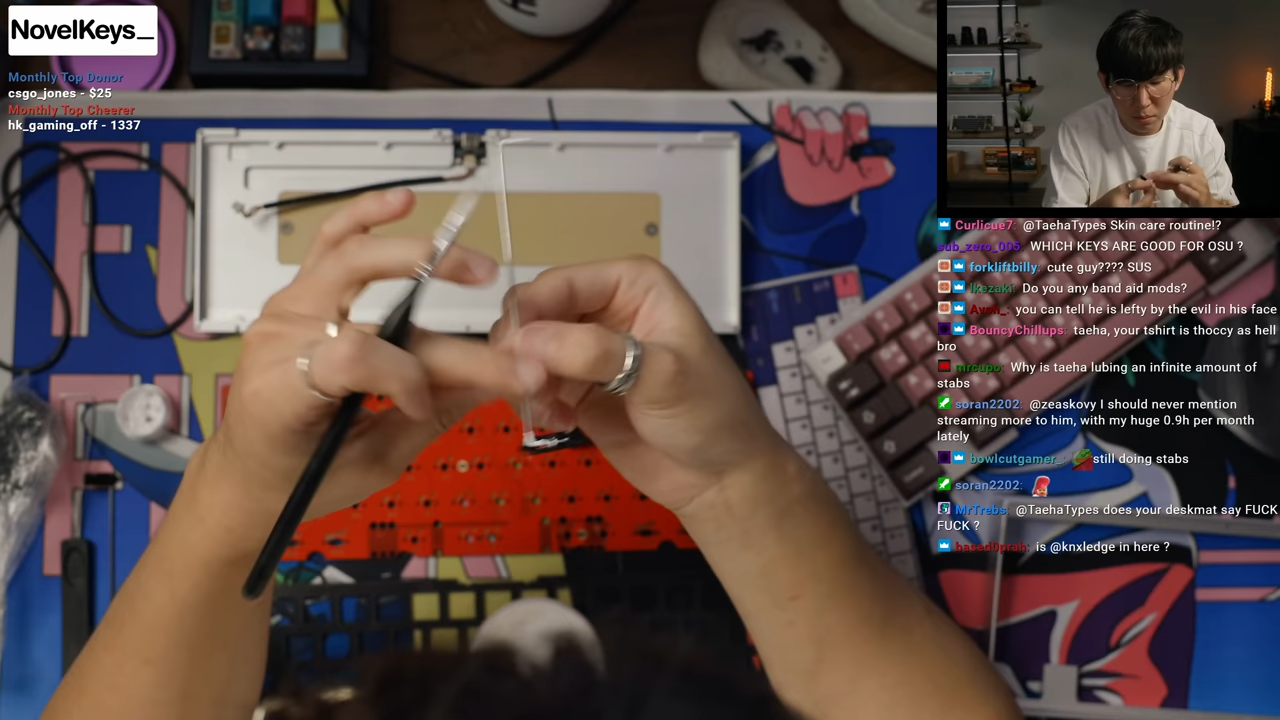 NovelKeys_
Monthly Top Donor
csgo_jones - $25
Monthly Top Cheerer
hk_gaming_off - 1337
Curlicue7: @TaehaTypes Skin care routine!?
sub_zero_005: WHICH KEYS ARE GOOD FOR OSU ?
forkliftbilly: cute guy???? SUS
Ikezaki: Do you any band aid mods?
you can tell he is lefty by the evil in his face
BouncyChillups: taeha, your tshirt is thoccy as hell
bro
mrcupo: Why is taeha lubing an infinite amount of
stabs
soran2202: @zeaskovy I should never mention
streaming more to him, with my huge 0.9h per month
lately
bowlcutgamer_: still doing stabs
soran2202:
MrTrebs: @TaehaTypes does your deskmat say FUCK
FUCK ?
is @knxledge in here ?